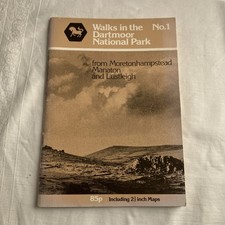 Walks in the No.1
Dartmoor
National Park
from Moretonhampstead
Manaton
and Lustleigh
85p Including 2½ Inch Maps